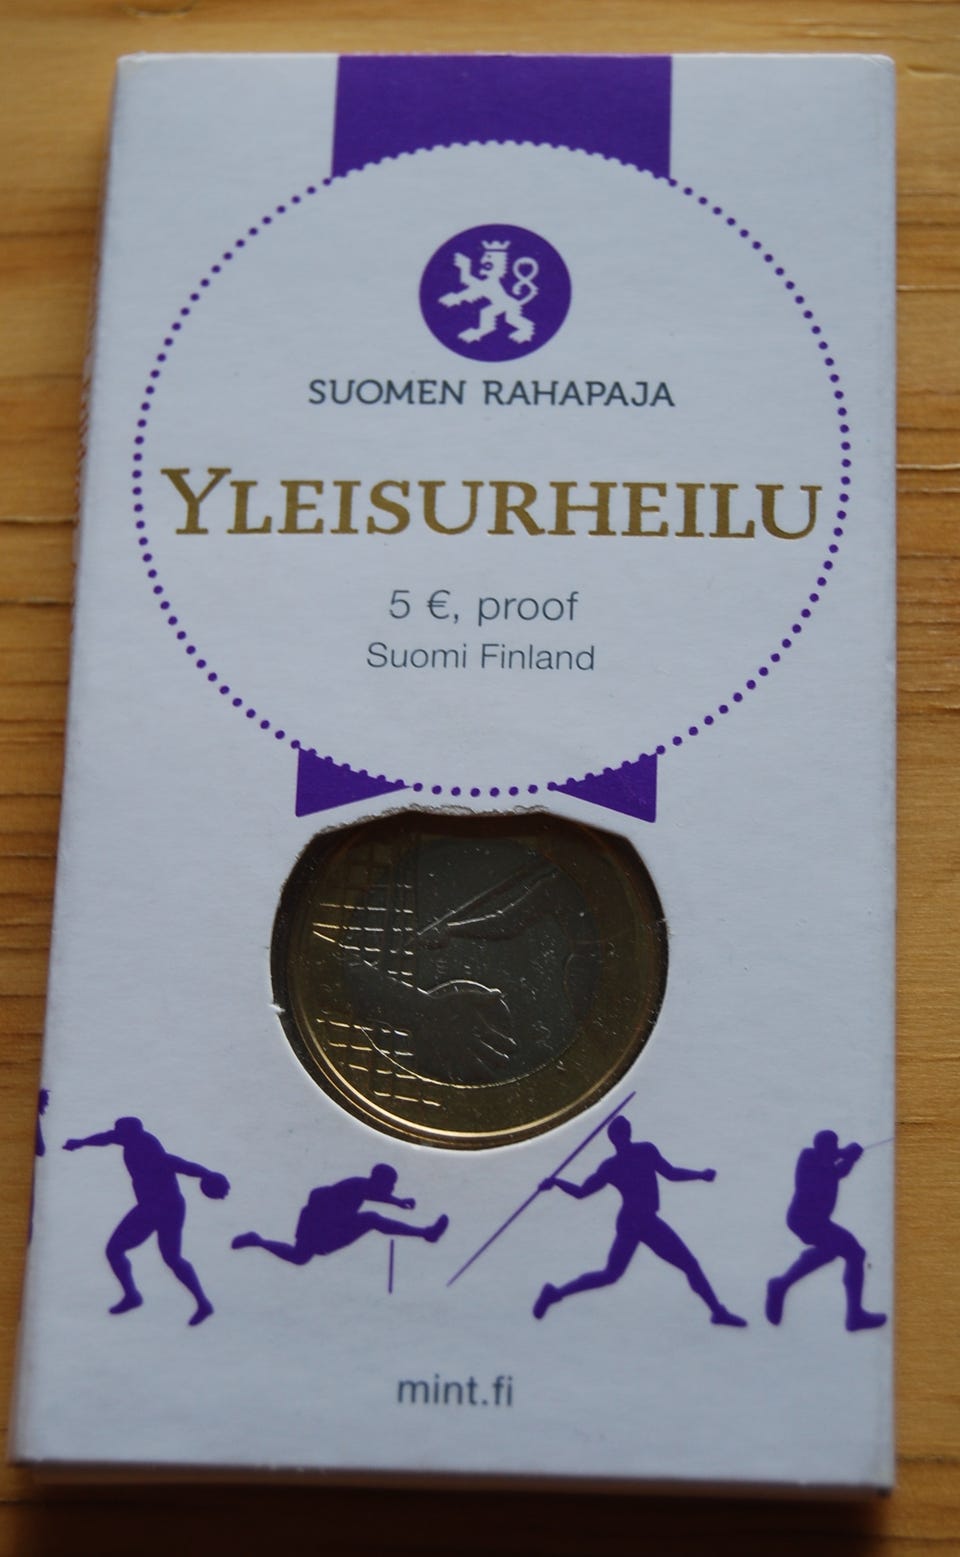 SUOMEN RAHAPAJA
YLEISURHEILU
5 €, proof
Suomi Finland
mint.fi